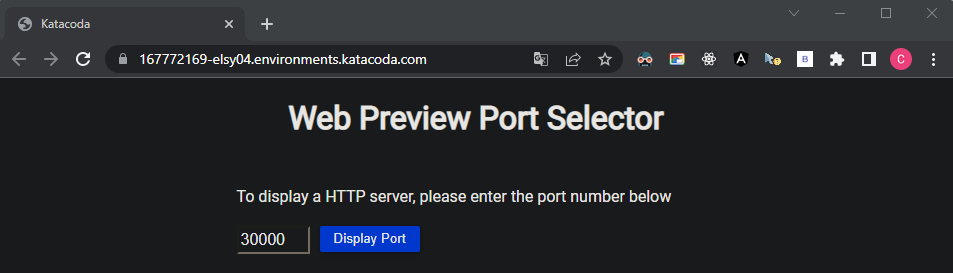 Katacoda
167772169-elsy04.environments.katacoda.com
B
C
Web Preview Port Selector
To display a HTTP server, please enter the port number below
30000 Display Port